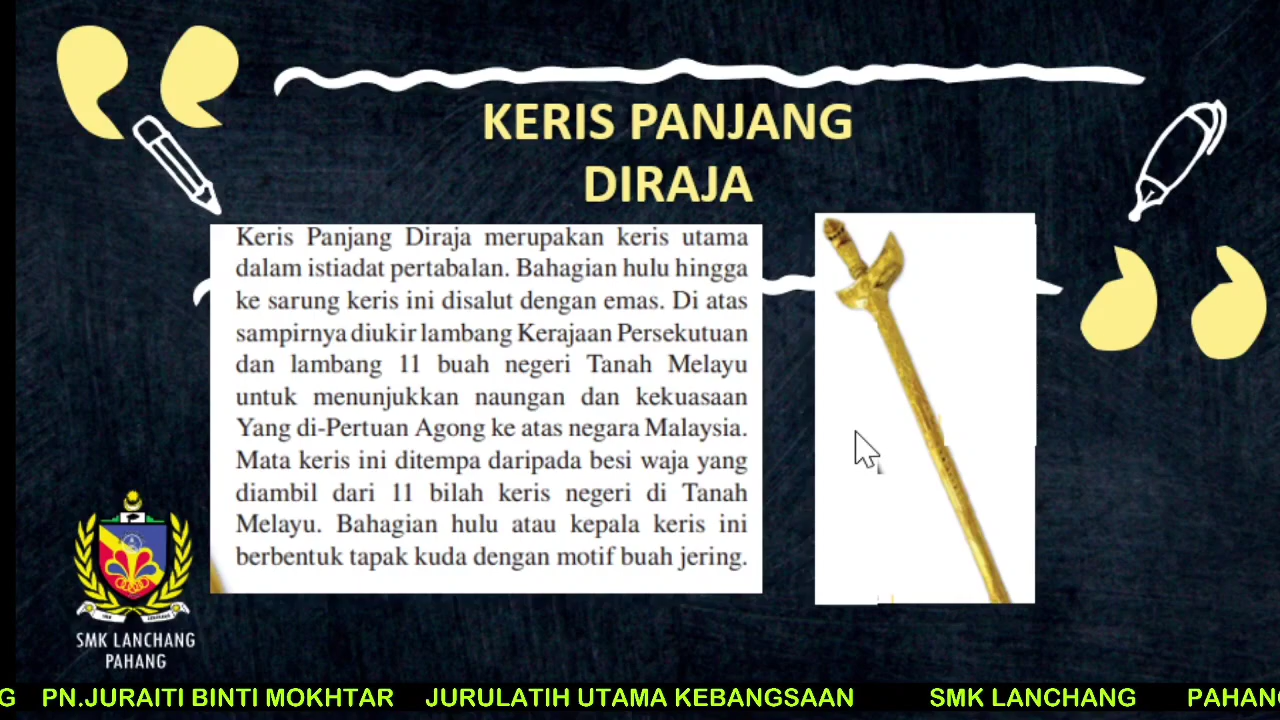 KERIS PANJANG
DIRAJA
Keris Panjang Diraja merupakan keris utama
dalam istiadat pertabalan. Bahagian hulu hingga
ke sarung keris ini disalut dengan emas. Di atas
sampirnya diukir lambang Kerajaan Persekutuan
dan lambang 11 buah negeri Tanah Melayu
untuk menunjukkan naungan dan kekuasaan
Yang di-Pertuan Agong ke atas negara Malaysia.
Mata keris ini ditempa daripada besi waja yang
diambil dari 11 bilah keris negeri di Tanah
Melayu. Bahagian hulu atau kepala keris ini
berbentuk tapak kuda dengan motif buah jering.
SMK LANCHANG
PAHANG
G PN.JURAITI BINTI MOKHTAR JURULATIH UTAMA KEBANGSAAN SMK LANCHANG PAHANG